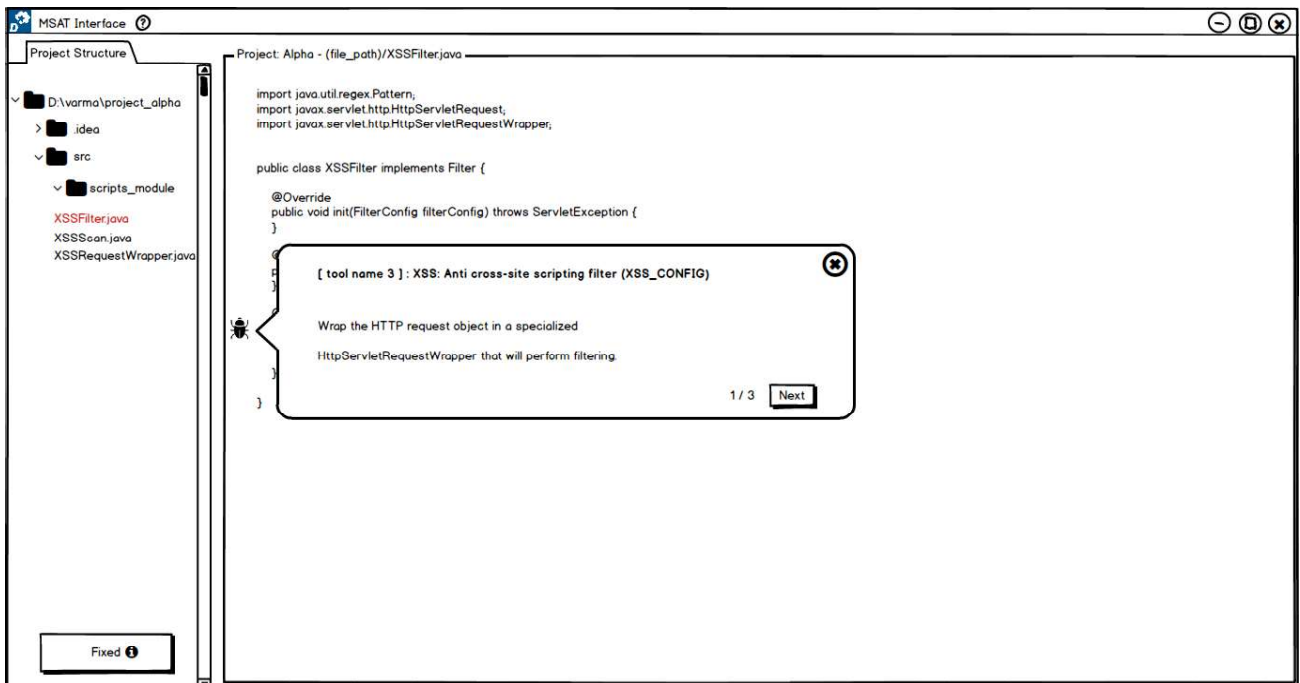 MSAT Interface ?
Project Structure
D:\varma\project_alpha
.idea
src
scripts_module
XSSFilter.java
XSSScan.java
XSSRequestWrapper.java
Fixed
Project: Alpha - (file_path)/XSSFilter.java
import java.util.regex.Pattern;
import javax.servlet.http.HttpServletRequest;
import javax.servlet.http.HttpServletRequestWrapper;
public class XSSFilter implements Filter {
@Override
public void init(FilterConfig filterConfig) throws ServletException {
}
[ tool name 3 ] : XSS: Anti cross-site scripting filter (XSS_CONFIG)
Wrap the HTTP request object in a specialized
HttpServletRequestWrapper that will perform filtering.
1 / 3 Next
}
}